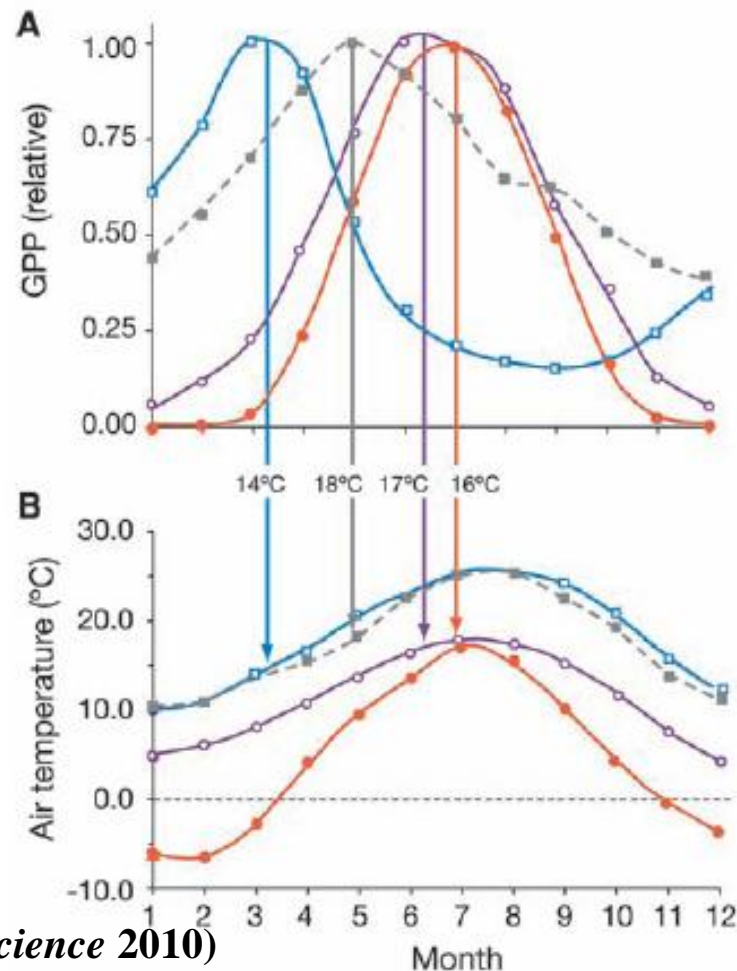 A
1.00
0.75
0.50
0.25
0.00
GPP (relative)
14°C 18°C 17°C 16°C
B
30.0
20.0
10.0
0.0
-10.0
Air temperature (°C)
1 2 3 4 5 6 7 8 9 10 11 12
cience 2010)
Month